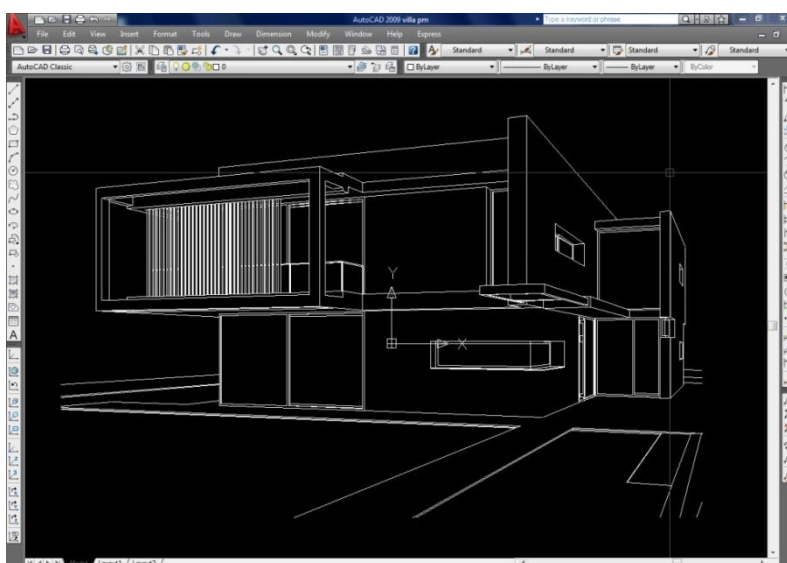 AutoCAD 2009 villa pm Type a keyword or phrase
File Edit View Insert Format Tools Draw Dimension Modify Window Help Express
Standard Standard Standard Standard
AutoCAD Classic 0 ByLayer ByLayer ByLayer ByColor
Y
X
A
Layout1 Layout2